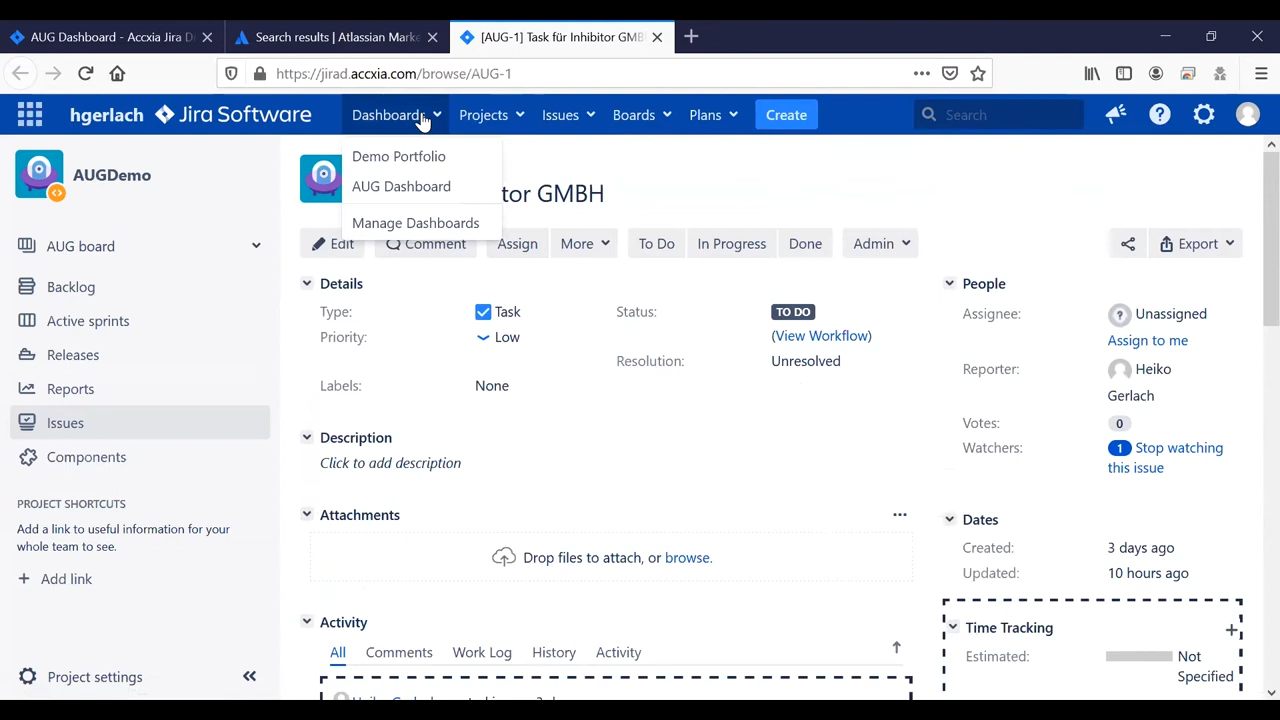 AUG Dashboard - Accxia Jira D
Search results | Atlassian Marke
[AUG-1] Task für Inhibitor GMBH
https://jirad.accxia.com/browse/AUG-1
hgerlach Jira Software Dashboards Projects Issues Boards Plans Create Search
Demo Portfolio
AUG Dashboard
Manage Dashboards
AUGDemo
AUG board
Backlog
Active sprints
Releases
Reports
Issues
Components
PROJECT SHORTCUTS
Add a link to useful information for your
whole team to see.
+ Add link
Project settings
itor GMBH
Edit Comment Assign More To Do In Progress Done Admin Export
Details
Type: Task
Status: TO DO
(View Workflow)
Priority: Low
Resolution: Unresolved
Labels: None
Description
Click to add description
Attachments
Drop files to attach, or browse.
Activity
All Comments Work Log History Activity
People
Assignee: Unassigned
Assign to me
Reporter: Heiko
Gerlach
Votes: 0
Watchers: 1 Stop watching
this issue
Dates
Created: 3 days ago
Updated: 10 hours ago
Time Tracking
Estimated: Not
Specified